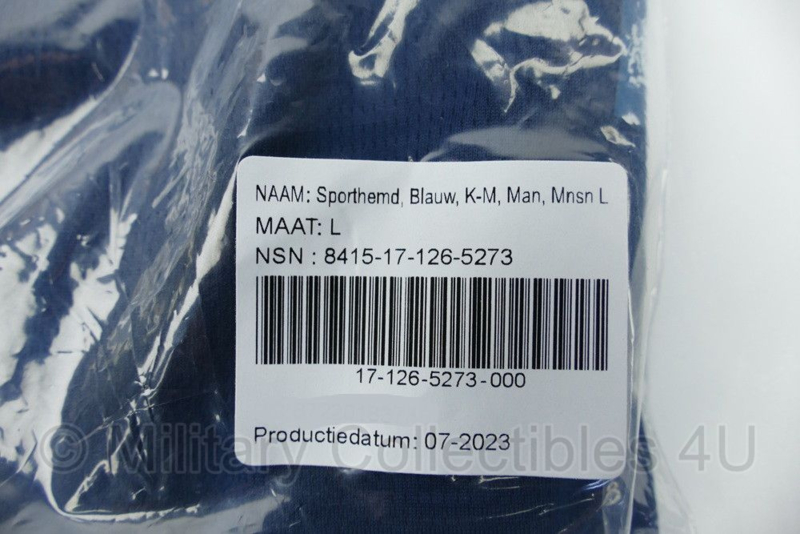 NAAM: Sporthemd, Blauw, K-M, Man, Mnsn L
MAAT: L
NSN : 8415-17-126-5273
17-126-5273-000
Productiedatum: 07-2023
© Military Collectibles 4U